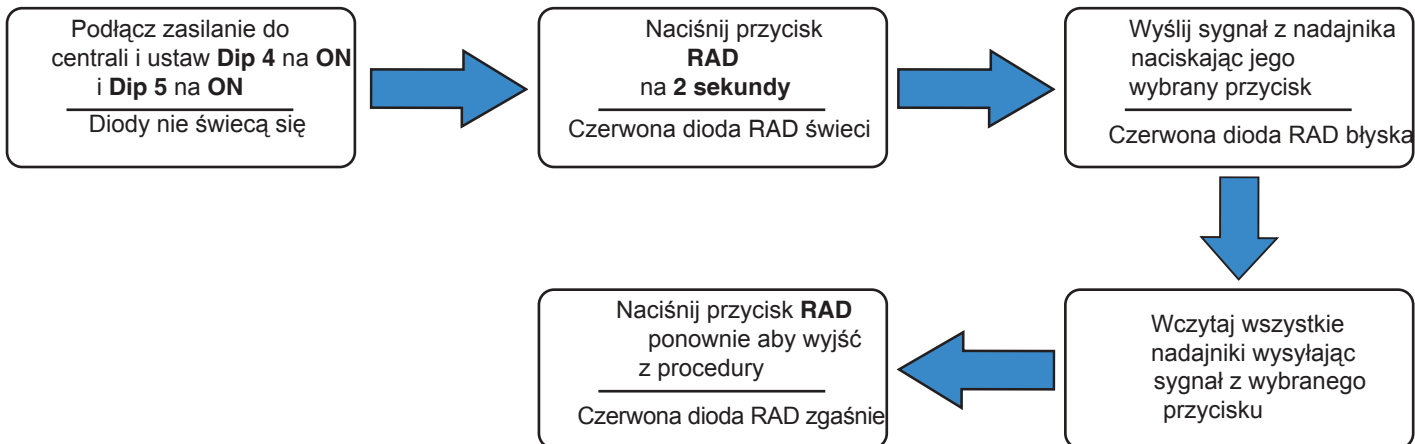 Podłącz zasilanie do
centrali i ustaw Dip 4 na ON
i Dip 5 na ON
Diody nie świecą się
Naciśnij przycisk
RAD
na 2 sekundy
Czerwona dioda RAD świeci
Wyślij sygnał z nadajnika
naciskając jego
wybrany przycisk
Czerwona dioda RAD błyska
Wczytaj wszystkie
nadajniki wysyłając
sygnał z wybranego
przycisku
Naciśnij przycisk RAD
ponownie aby wyjść
z procedury
Czerwona dioda RAD zgaśnie